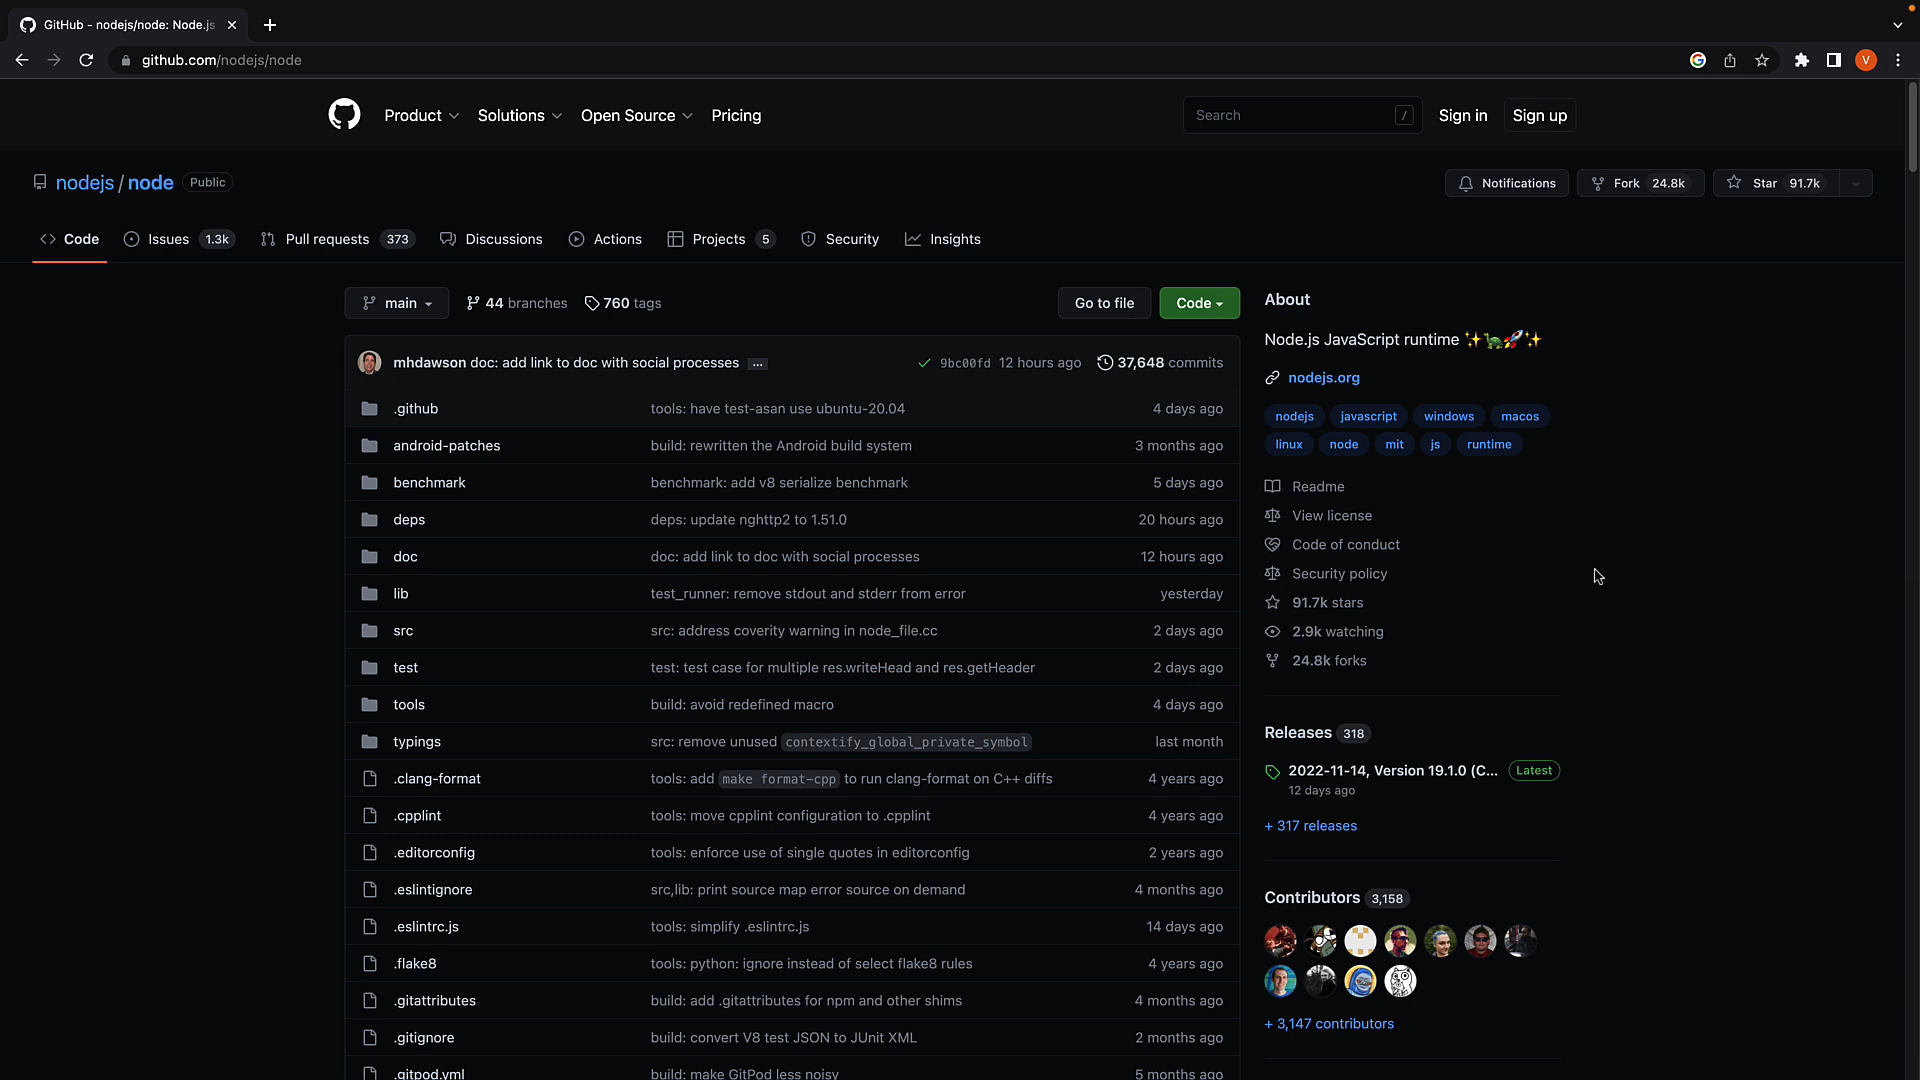 GitHub - nodejs/node: Node.js
github.com/nodejs/node
V
Product Solutions Open Source Pricing Search / Sign in Sign up
nodejs / node Public Notifications Fork 24.8k Star 91.7k
Code Issues 1.3k Pull requests 373 Discussions Actions Projects 5 Security Insights
main 44 branches 760 tags Go to file Code
mhdawson doc: add link to doc with social processes ... 9bc00fd 12 hours ago 37,648 commits
.github tools: have test-asan use ubuntu-20.04 4 days ago
android-patches build: rewritten the Android build system 3 months ago
benchmark benchmark: add v8 serialize benchmark 5 days ago
deps deps: update nghttp2 to 1.51.0 20 hours ago
doc doc: add link to doc with social processes 12 hours ago
lib test_runner: remove stdout and stderr from error yesterday
src src: address coverity warning in node_file.cc 2 days ago
test test: test case for multiple res.writeHead and res.getHeader 2 days ago
tools build: avoid redefined macro 4 days ago
typings src: remove unused contextify_global_private_symbol last month
.clang-format tools: add make format-cpp to run clang-format on C++ diffs 4 years ago
.cpplint tools: move cpplint configuration to .cpplint 4 years ago
.editorconfig tools: enforce use of single quotes in editorconfig 2 years ago
.eslintignore src,lib: print source map error source on demand 4 months ago
.eslintrc.js tools: simplify .eslintrc.js 14 days ago
.flake8 tools: python: ignore instead of select flake8 rules 4 years ago
.gitattributes build: add .gitattributes for npm and other shims 4 months ago
.gitignore build: convert V8 test JSON to JUnit XML 2 months ago
.gitpod.yml build: make GitPod less noisy 5 months ago
About
Node.js JavaScript runtime ✨🐢🚀✨
nodejs.org
nodejs javascript windows macos
linux node mit js runtime
Readme
View license
Code of conduct
Security policy
91.7k stars
2.9k watching
24.8k forks
Releases 318
2022-11-14, Version 19.1.0 (C... Latest
12 days ago
+ 317 releases
Contributors 3,158
+ 3,147 contributors